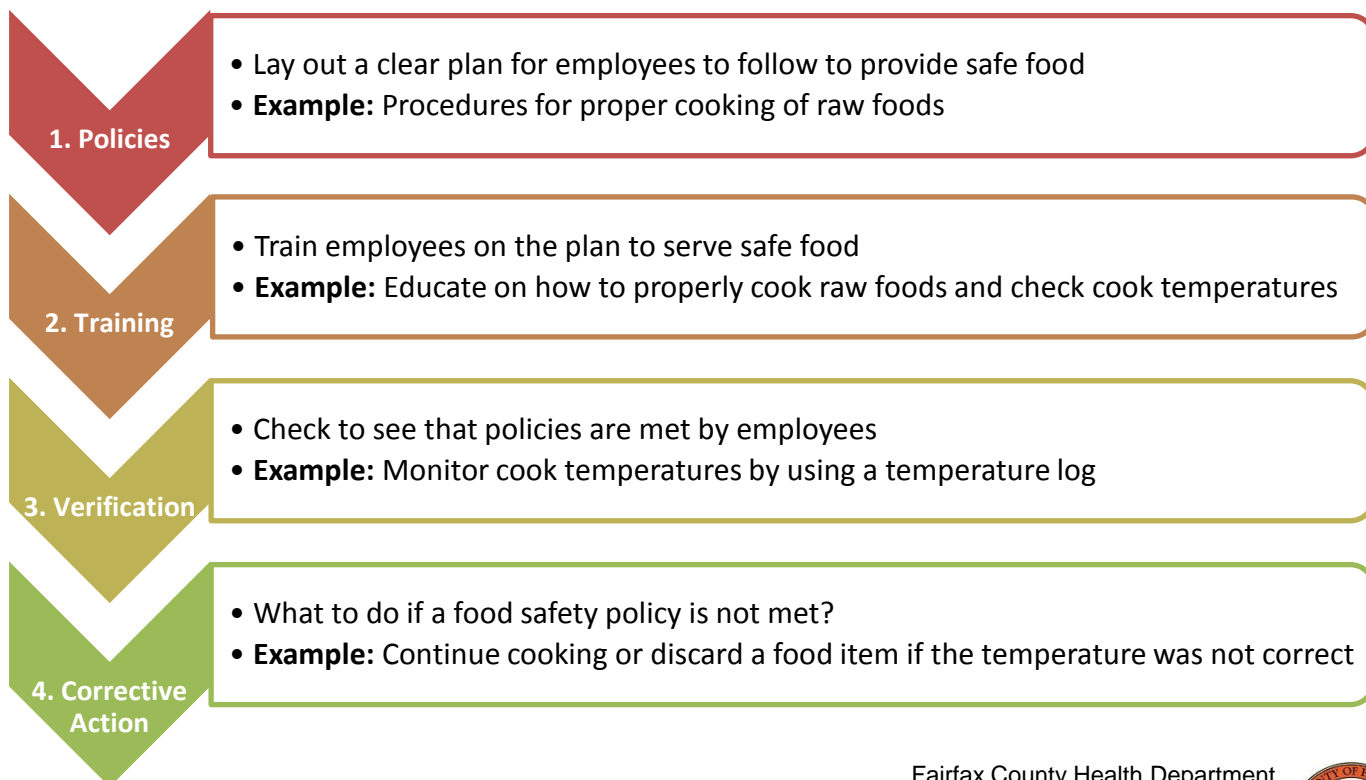 1. Policies
• Lay out a clear plan for employees to follow to provide safe food
• Example: Procedures for proper cooking of raw foods
2. Training
• Train employees on the plan to serve safe food
• Example: Educate on how to properly cook raw foods and check cook temperatures
3. Verification
• Check to see that policies are met by employees
• Example: Monitor cook temperatures by using a temperature log
4. Corrective
Action
• What to do if a food safety policy is not met?
• Example: Continue cooking or discard a food item if the temperature was not correct
Fairfax County Health Department